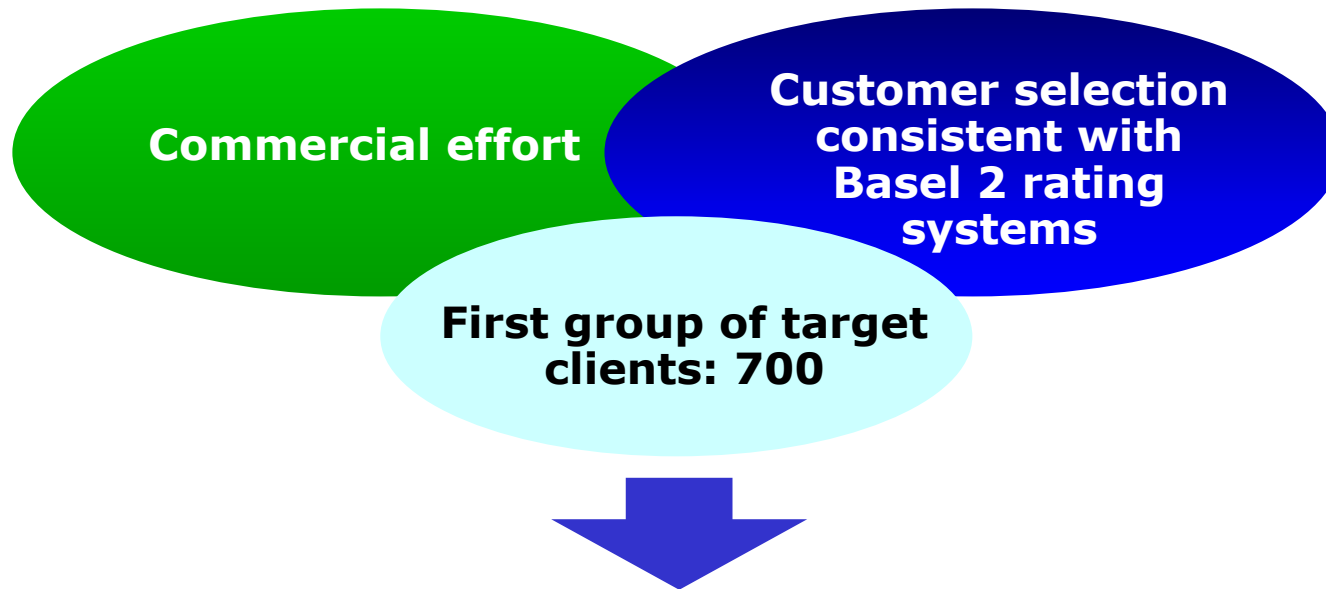 Commercial effort
Customer selection
consistent with
Basel 2 rating
systems
First group of target
clients: 700